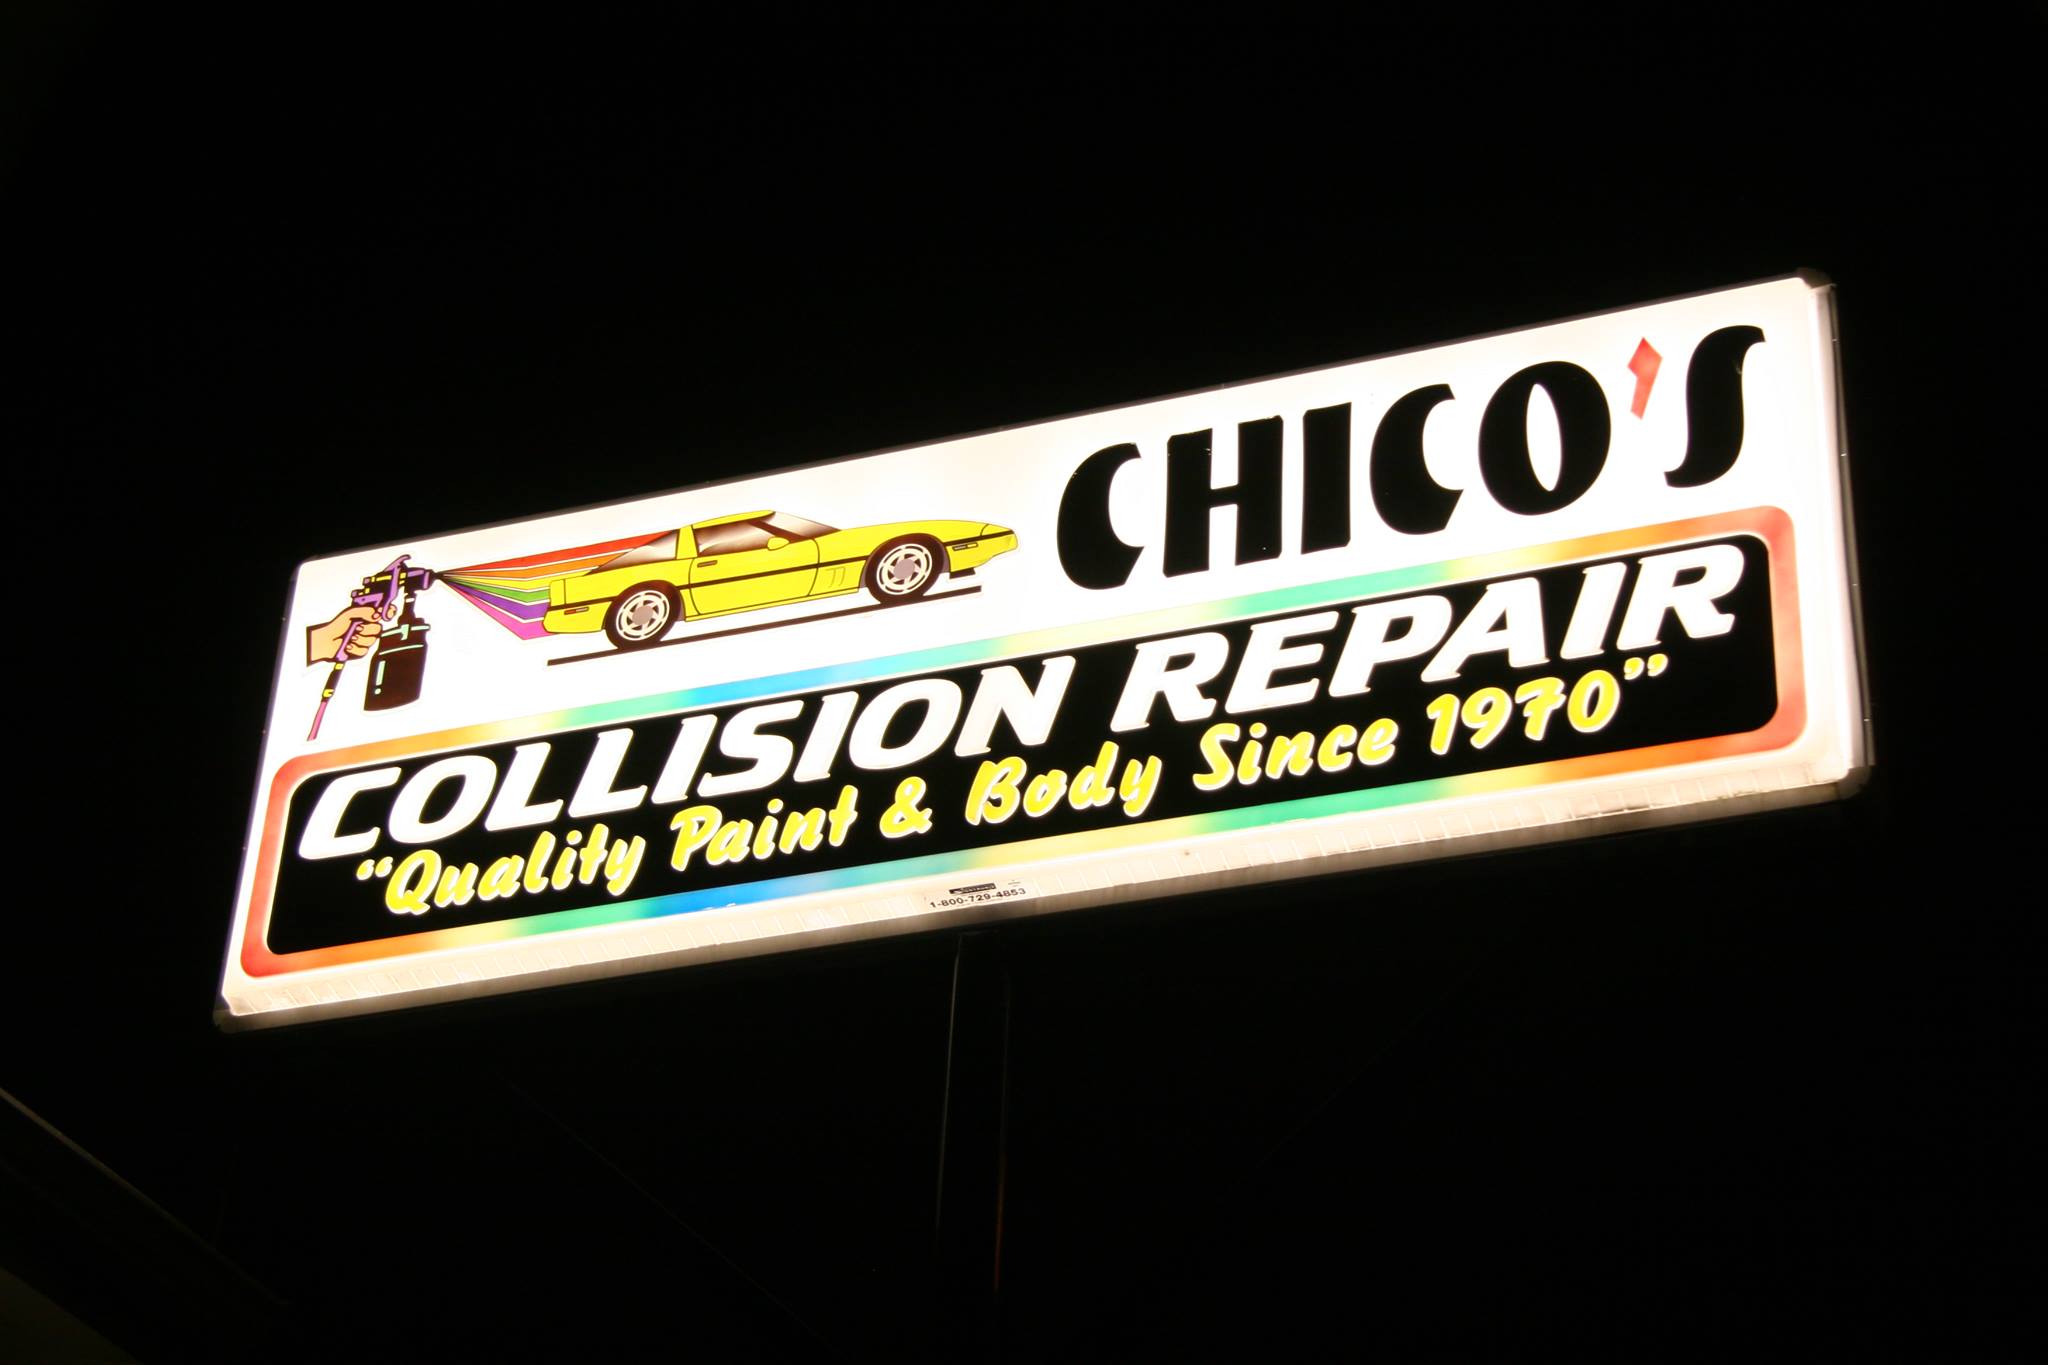 CHICO'S
COLLISION REPAIR
"Quality Paint & Body Since 1970"
1-800-729-4853